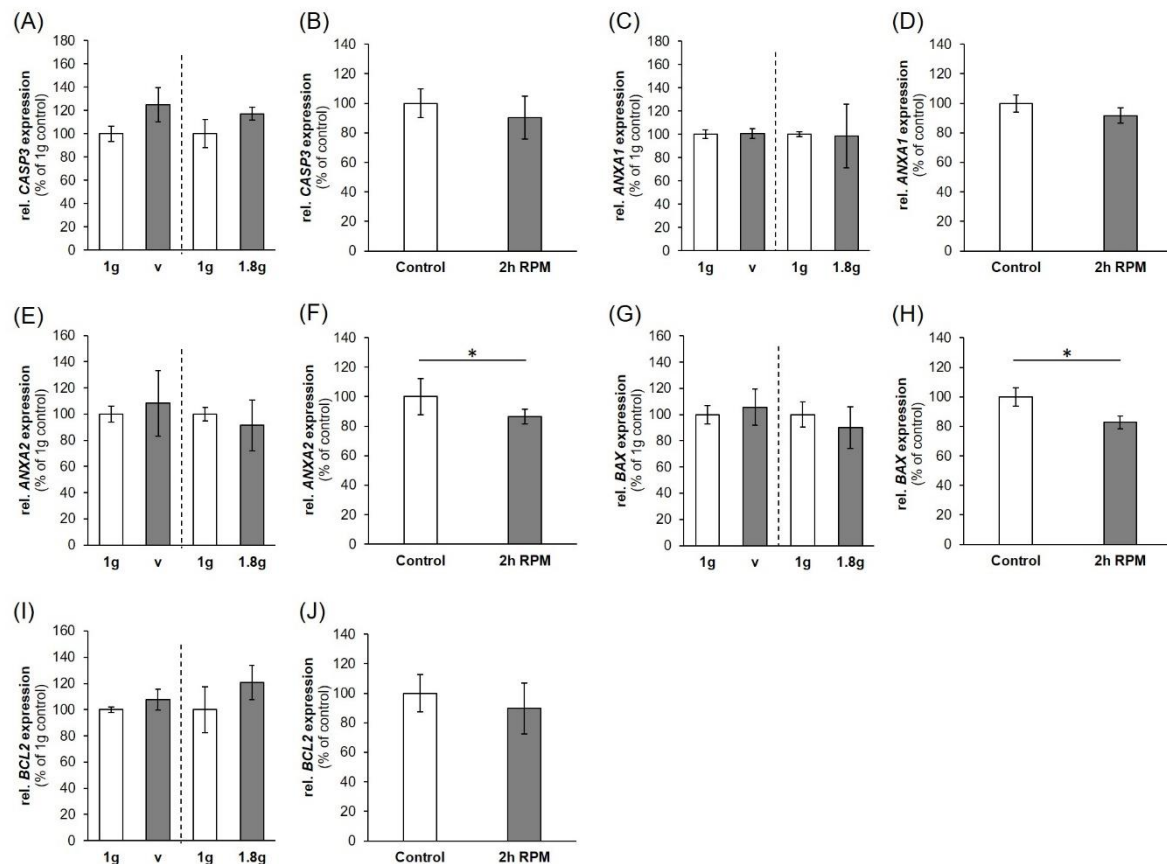 (A)
rel. CASP3 expression
(% of 1g control)
180
160
140
120
100
80
60
40
20
0
1g v 1g 1.8g
(B)
rel. CASP3 expression
(% of control)
140
120
100
80
60
40
20
0
Control 2h RPM
(C)
rel. ANXA1 expression
(% of 1g control)
180
160
140
120
100
80
60
40
20
0
1g v 1g 1.8g
(D)
rel. ANXA1 expression
(% of control)
140
120
100
80
60
40
20
0
Control 2h RPM
(E)
rel. ANXA2 expression
(% of 1g control)
160
140
120
100
80
60
40
20
0
1g v 1g 1.8g
(F)
rel. ANXA2 expression
(% of control)
140
120
100
80
60
40
20
0
*
Control 2h RPM
(G)
rel. BAX expression
(% of 1g control)
160
140
120
100
80
60
40
20
0
1g v 1g 1.8g
(H)
rel. BAX expression
(% of control)
140
120
100
80
60
40
20
0
*
Control 2h RPM
(I)
rel. BCL2 expression
(% of 1g control)
160
140
120
100
80
60
40
20
0
1g v 1g 1.8g
(J)
rel. BCL2 expression
(% of control)
140
120
100
80
60
40
20
0
Control 2h RPM